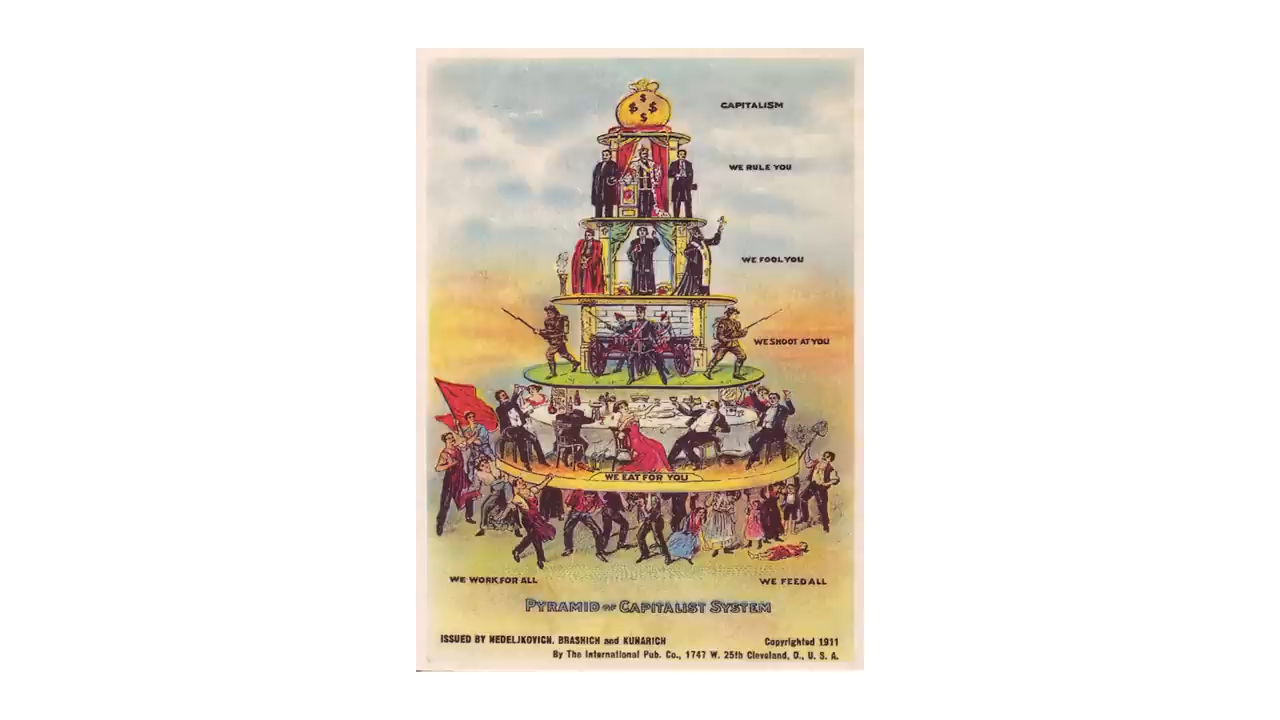 CAPITALISM
WE RULE YOU
WE FOOL YOU
WE SHOOT AT YOU
WE EAT FOR YOU
WE WORK FOR ALL
WE FEED ALL
PYRAMID OF CAPITALIST SYSTEM
ISSUED BY NEDELJKOVICH, BRASHICH and KUHARICH
Copyrighted 1911
By The International Pub. Co., 1747 W. 25th Cleveland, O., U. S. A.